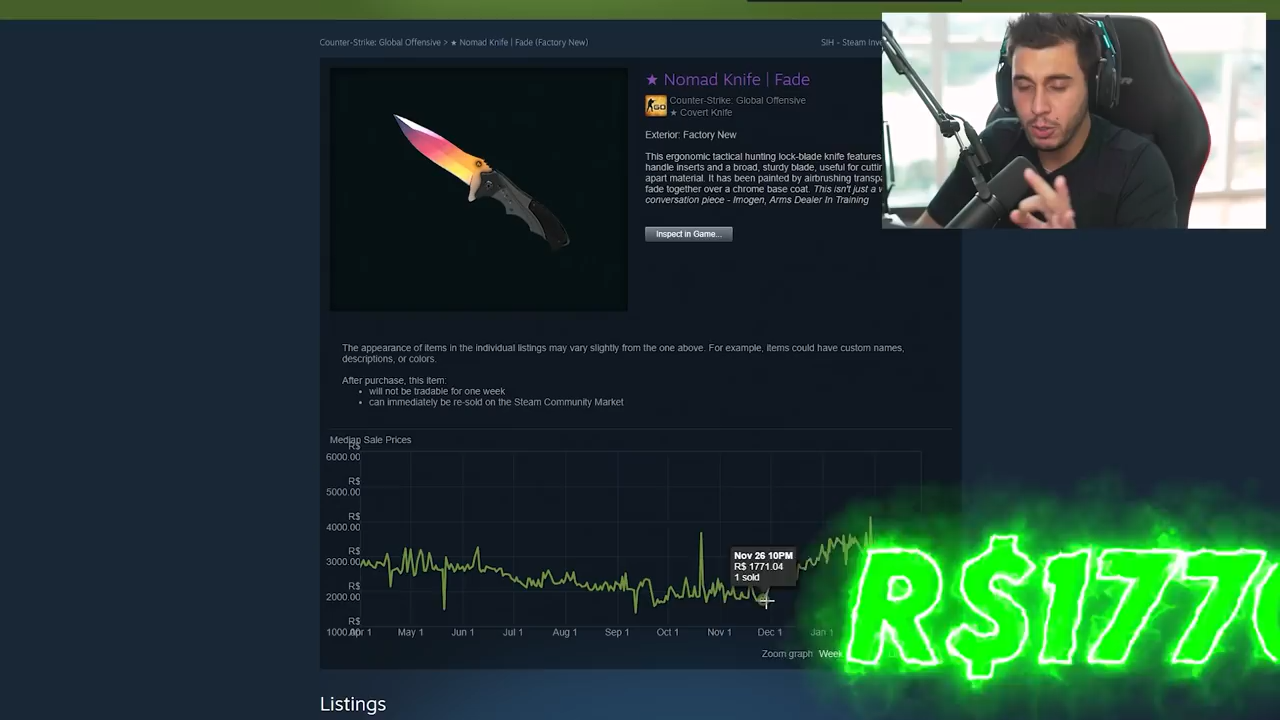 Counter-Strike: Global Offensive > ★ Nomad Knife | Fade (Factory New)
SIH - Steam Inve
★ Nomad Knife | Fade
Counter-Strike: Global Offensive
★ Covert Knife
Exterior: Factory New
This ergonomic tactical hunting lock-blade knife features
handle inserts and a broad, sturdy blade, useful for cuttin
apart material. It has been painted by airbrushing transpa
fade together over a chrome base coat. This isn't just a w
conversation piece - Imogen, Arms Dealer In Training
Inspect in Game...
The appearance of items in the individual listings may vary slightly from the one above. For example, items could have custom names,
descriptions, or colors.
After purchase, this item:
• will not be tradable for one week
• can immediately be re-sold on the Steam Community Market
Median Sale Prices
R$
6000.00
R$
5000.00
R$
4000.00
R$
3000.00
R$
2000.00
R$
1000.00
Nov 26 10PM
R$ 1771.04
1 sold
Apr 1 May 1 Jun 1 Jul 1 Aug 1 Sep 1 Oct 1 Nov 1 Dec 1 Jan 1
Zoom graph Week
R$1770
Listings